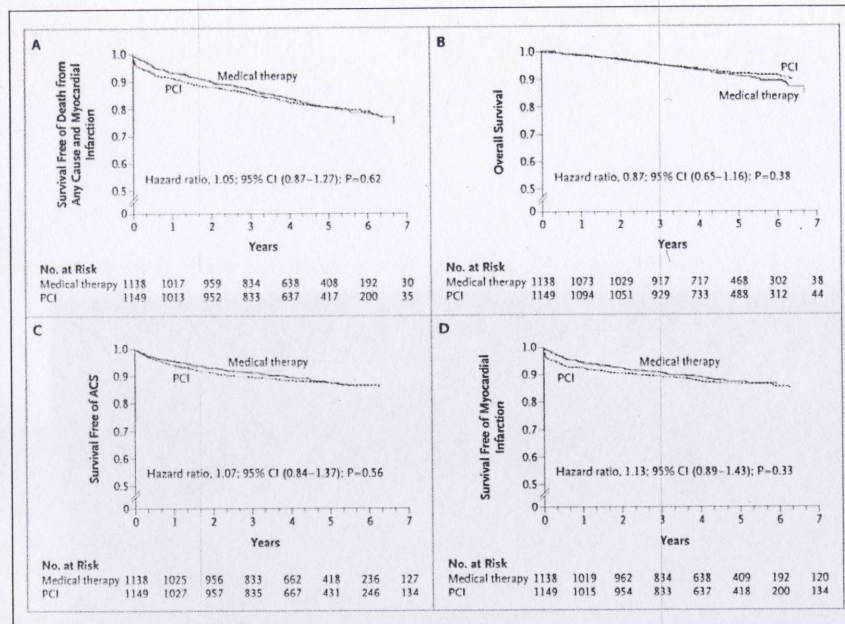 A
Survival Free of Death from
Any Cause and Myocardial
Infarction
1.0
0.9
0.8
0.7
0.6
0.5
0
Medical therapy
PCI
Hazard ratio, 1.05; 95% CI (0.87–1.27); P=0.62
0 1 2 3 4 5 6 7
Years
No. at Risk
Medical therapy 1138 1017 959 834 638 408 192 30
PCI 1149 1013 952 833 637 417 200 35
B
Overall Survival
1.0
0.9
0.8
0.7
0.6
0.5
0
PCI
Medical therapy
Hazard ratio, 0.87; 95% CI (0.65–1.16); P=0.38
0 1 2 3 4 5 6 7
Years
No. at Risk
Medical therapy 1138 1073 1029 917 717 468 302 38
PCI 1149 1094 1051 929 733 488 312 44
C
Survival Free of ACS
1.0
0.9
0.8
0.7
0.6
0.5
0
Medical therapy
PCI
Hazard ratio, 1.07; 95% CI (0.84–1.37); P=0.56
0 1 2 3 4 5 6 7
Years
No. at Risk
Medical therapy 1138 1025 956 833 662 418 236 127
PCI 1149 1027 957 835 667 431 246 134
D
Survival Free of Myocardial
Infarction
1.0
0.9
0.8
0.7
0.6
0.5
0
Medical therapy
PCI
Hazard ratio, 1.13; 95% CI (0.89–1.43); P=0.33
0 1 2 3 4 5 6 7
Years
No. at Risk
Medical therapy 1138 1019 962 834 638 409 192 120
PCI 1149 1015 954 833 637 418 200 134